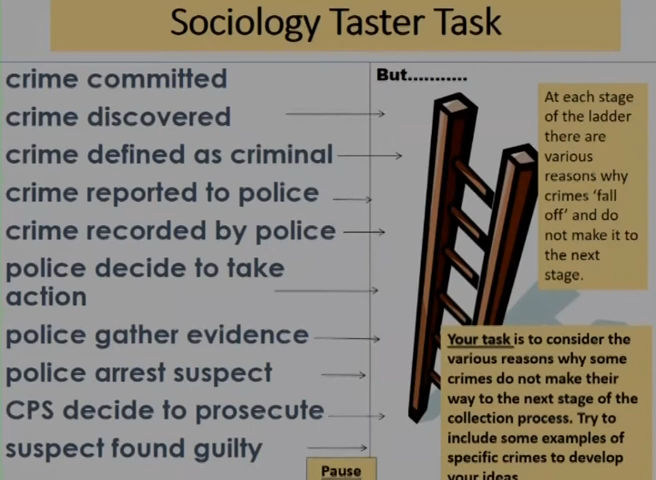 Sociology Taster Task
crime committed
crime discovered
crime defined as criminal
crime reported to police
crime recorded by police
police decide to take
action
police gather evidence
police arrest suspect
CPS decide to prosecute
suspect found guilty
But...........
At each stage
of the ladder
there are
various
reasons why
crimes ‘fall
off’ and do
not make it to
the next
stage.
Your task is to consider the
various reasons why some
crimes do not make their
way to the next stage of the
collection process. Try to
include some examples of
specific crimes to develop
your ideas
Pause